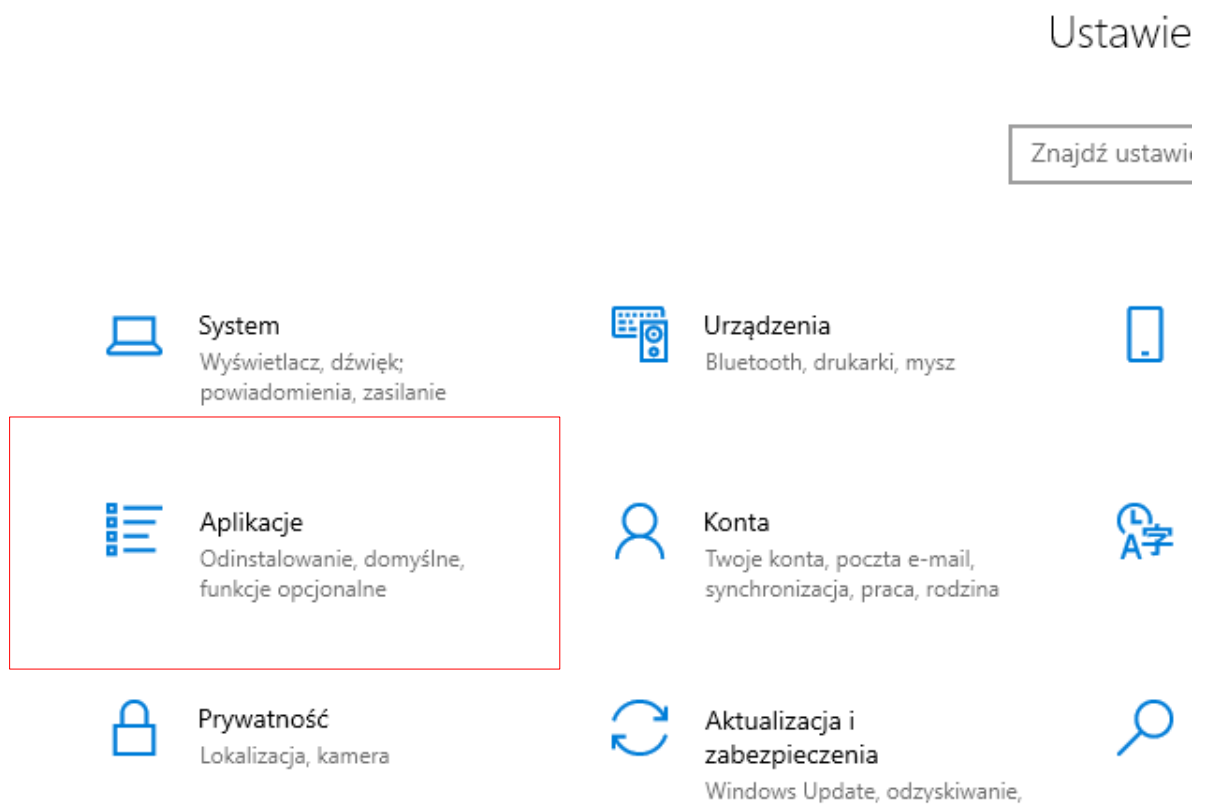 Ustawie
Znajdź ustawi
System
Wyświetlacz, dźwięk;
powiadomienia, zasilanie
Urządzenia
Bluetooth, drukarki, mysz
Aplikacje
Odinstalowanie, domyślne,
funkcje opcjonalne
Konta
Twoje konta, poczta e-mail,
synchronizacja, praca, rodzina
Prywatność
Lokalizacja, kamera
Aktualizacja i
zabezpieczenia
Windows Update, odzyskiwanie,